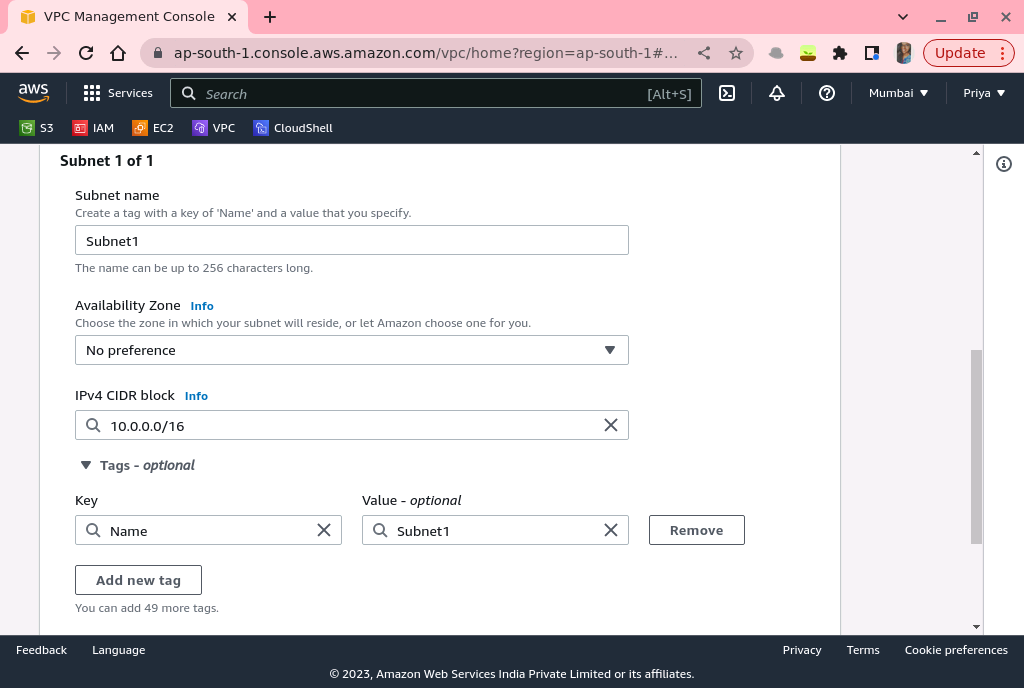 VPC Management Console
ap-south-1.console.aws.amazon.com/vpc/home?region=ap-south-1#...
Update
aws
Services
Search
[Alt+S]
Mumbai
Priya
S3
IAM
EC2
VPC
CloudShell
Subnet 1 of 1
Subnet name
Create a tag with a key of 'Name' and a value that you specify.
Subnet1
The name can be up to 256 characters long.
Availability Zone Info
Choose the zone in which your subnet will reside, or let Amazon choose one for you.
No preference
IPv4 CIDR block Info
10.0.0.0/16
Tags - optional
Key
Value - optional
Name
Subnet1
Remove
Add new tag
You can add 49 more tags.
Feedback
Language
Privacy
Terms
Cookie preferences
© 2023, Amazon Web Services India Private Limited or its affiliates.